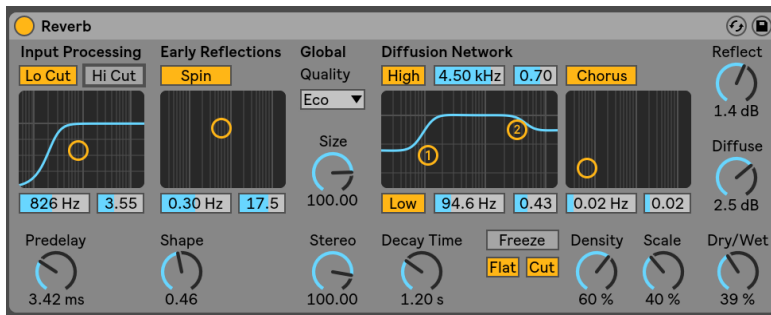 Reverb
Input Processing Early Reflections Global Diffusion Network Reflect
Lo Cut Hi Cut Spin Quality High 4.50 kHz 0.70 Chorus
Eco
1.4 dB
Size 1 2 Diffuse
826 Hz 3.55 0.30 Hz 17.5 100.00 Low 94.6 Hz 0.43 0.02 Hz 0.02 2.5 dB
Predelay Shape Stereo Decay Time Freeze Density Scale Dry/Wet
Flat Cut
3.42 ms 0.46 100.00 1.20 s 60 % 40 % 39 %